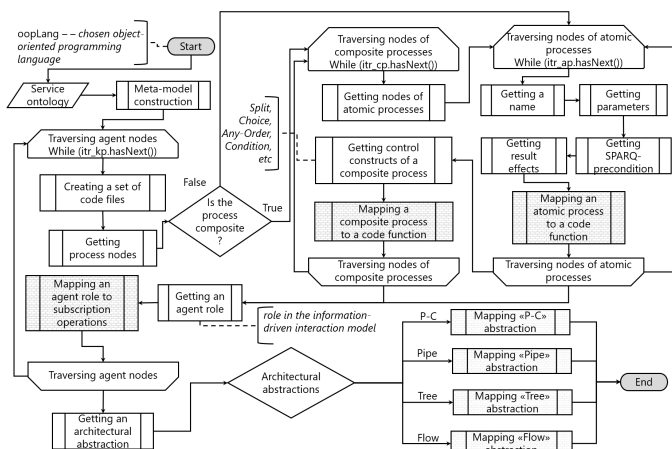 oopLang – – chosen object-
oriented programming
language
Start
Service
ontology
Meta-model
construction
Traversing agent nodes
While (itr_kp.hasNext())
Creating a set of
code files
Getting
process nodes
False
Is the
process
composite
?
True
Split,
Choice,
Any-Order,
Condition,
etc
Traversing nodes of
composite processes
While (itr_cp.hasNext())
Getting nodes of
atomic processes
Getting control
constructs of a
composite process
Mapping a
composite process
to a code function
Traversing nodes of
composite processes
Traversing nodes of atomic
processes
While (itr_ap.hasNext())
Getting
a name
Getting
parameters
Getting
result
effects
Getting
SPARQ-
precondition
Mapping an
atomic process
to a code
function
Traversing nodes of atomic
processes
Mapping an
agent role to
subscription
operations
Getting an
agent role
role in the information-
driven interaction model
Traversing agent nodes
Getting an
architectural
abstraction
Architectural
abstractions
P-C
Mapping «P-C»
abstraction
Pipe
Mapping «Pipe»
abstraction
Tree
Mapping «Tree»
abstraction
Flow
Mapping «Flow»
abstraction
End